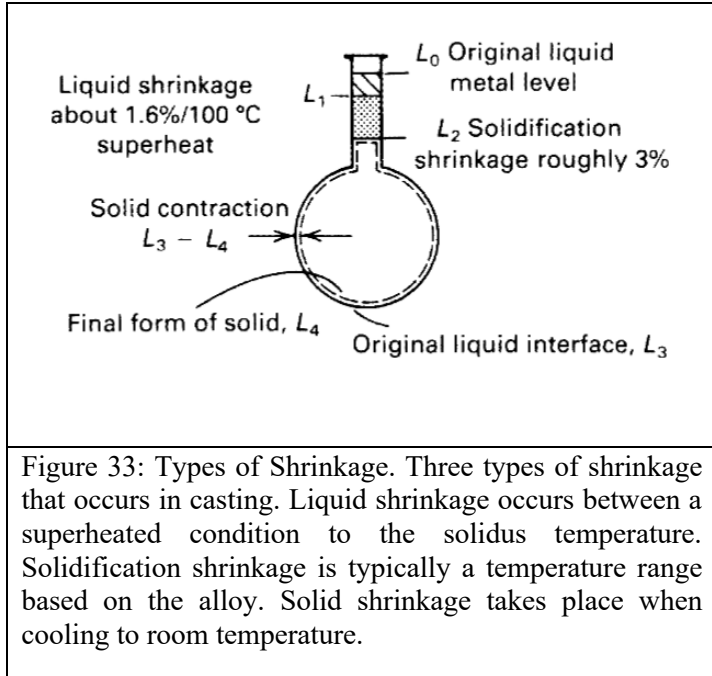 L₀ Original liquid
metal level
Liquid shrinkage
about 1.6%/100 °C
superheat
L₁
L₂ Solidification
shrinkage roughly 3%
Solid contraction
L₃ – L₄
Final form of solid, L₄
Original liquid interface, L₃
Figure 33: Types of Shrinkage. Three types of shrinkage
that occurs in casting. Liquid shrinkage occurs between a
superheated condition to the solidus temperature.
Solidification shrinkage is typically a temperature range
based on the alloy. Solid shrinkage takes place when
cooling to room temperature.